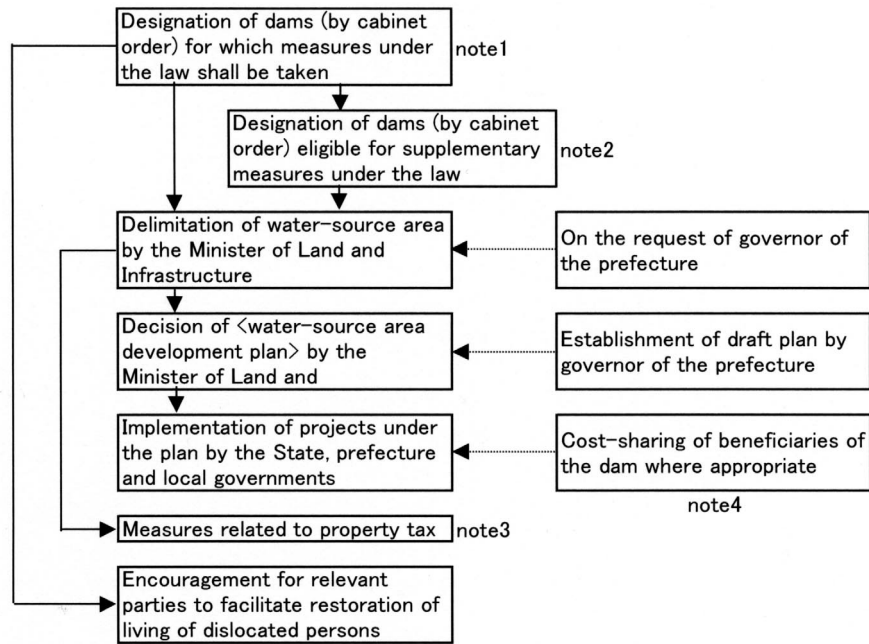 Designation of dams (by cabinet
order) for which measures under
the law shall be taken
note1
Designation of dams (by cabinet
order) eligible for supplementary
measures under the law
note2
Delimitation of water-source area
by the Minister of Land and
Infrastructure
On the request of governor of
the prefecture
Decision of <water-source area
development plan> by the
Minister of Land and
Establishment of draft plan by
governor of the prefecture
Implementation of projects under
the plan by the State, prefecture
and local governments
Cost-sharing of beneficiaries of
the dam where appropriate
note4
Measures related to property tax
note3
Encouragement for relevant
parties to facilitate restoration of
living of dislocated persons